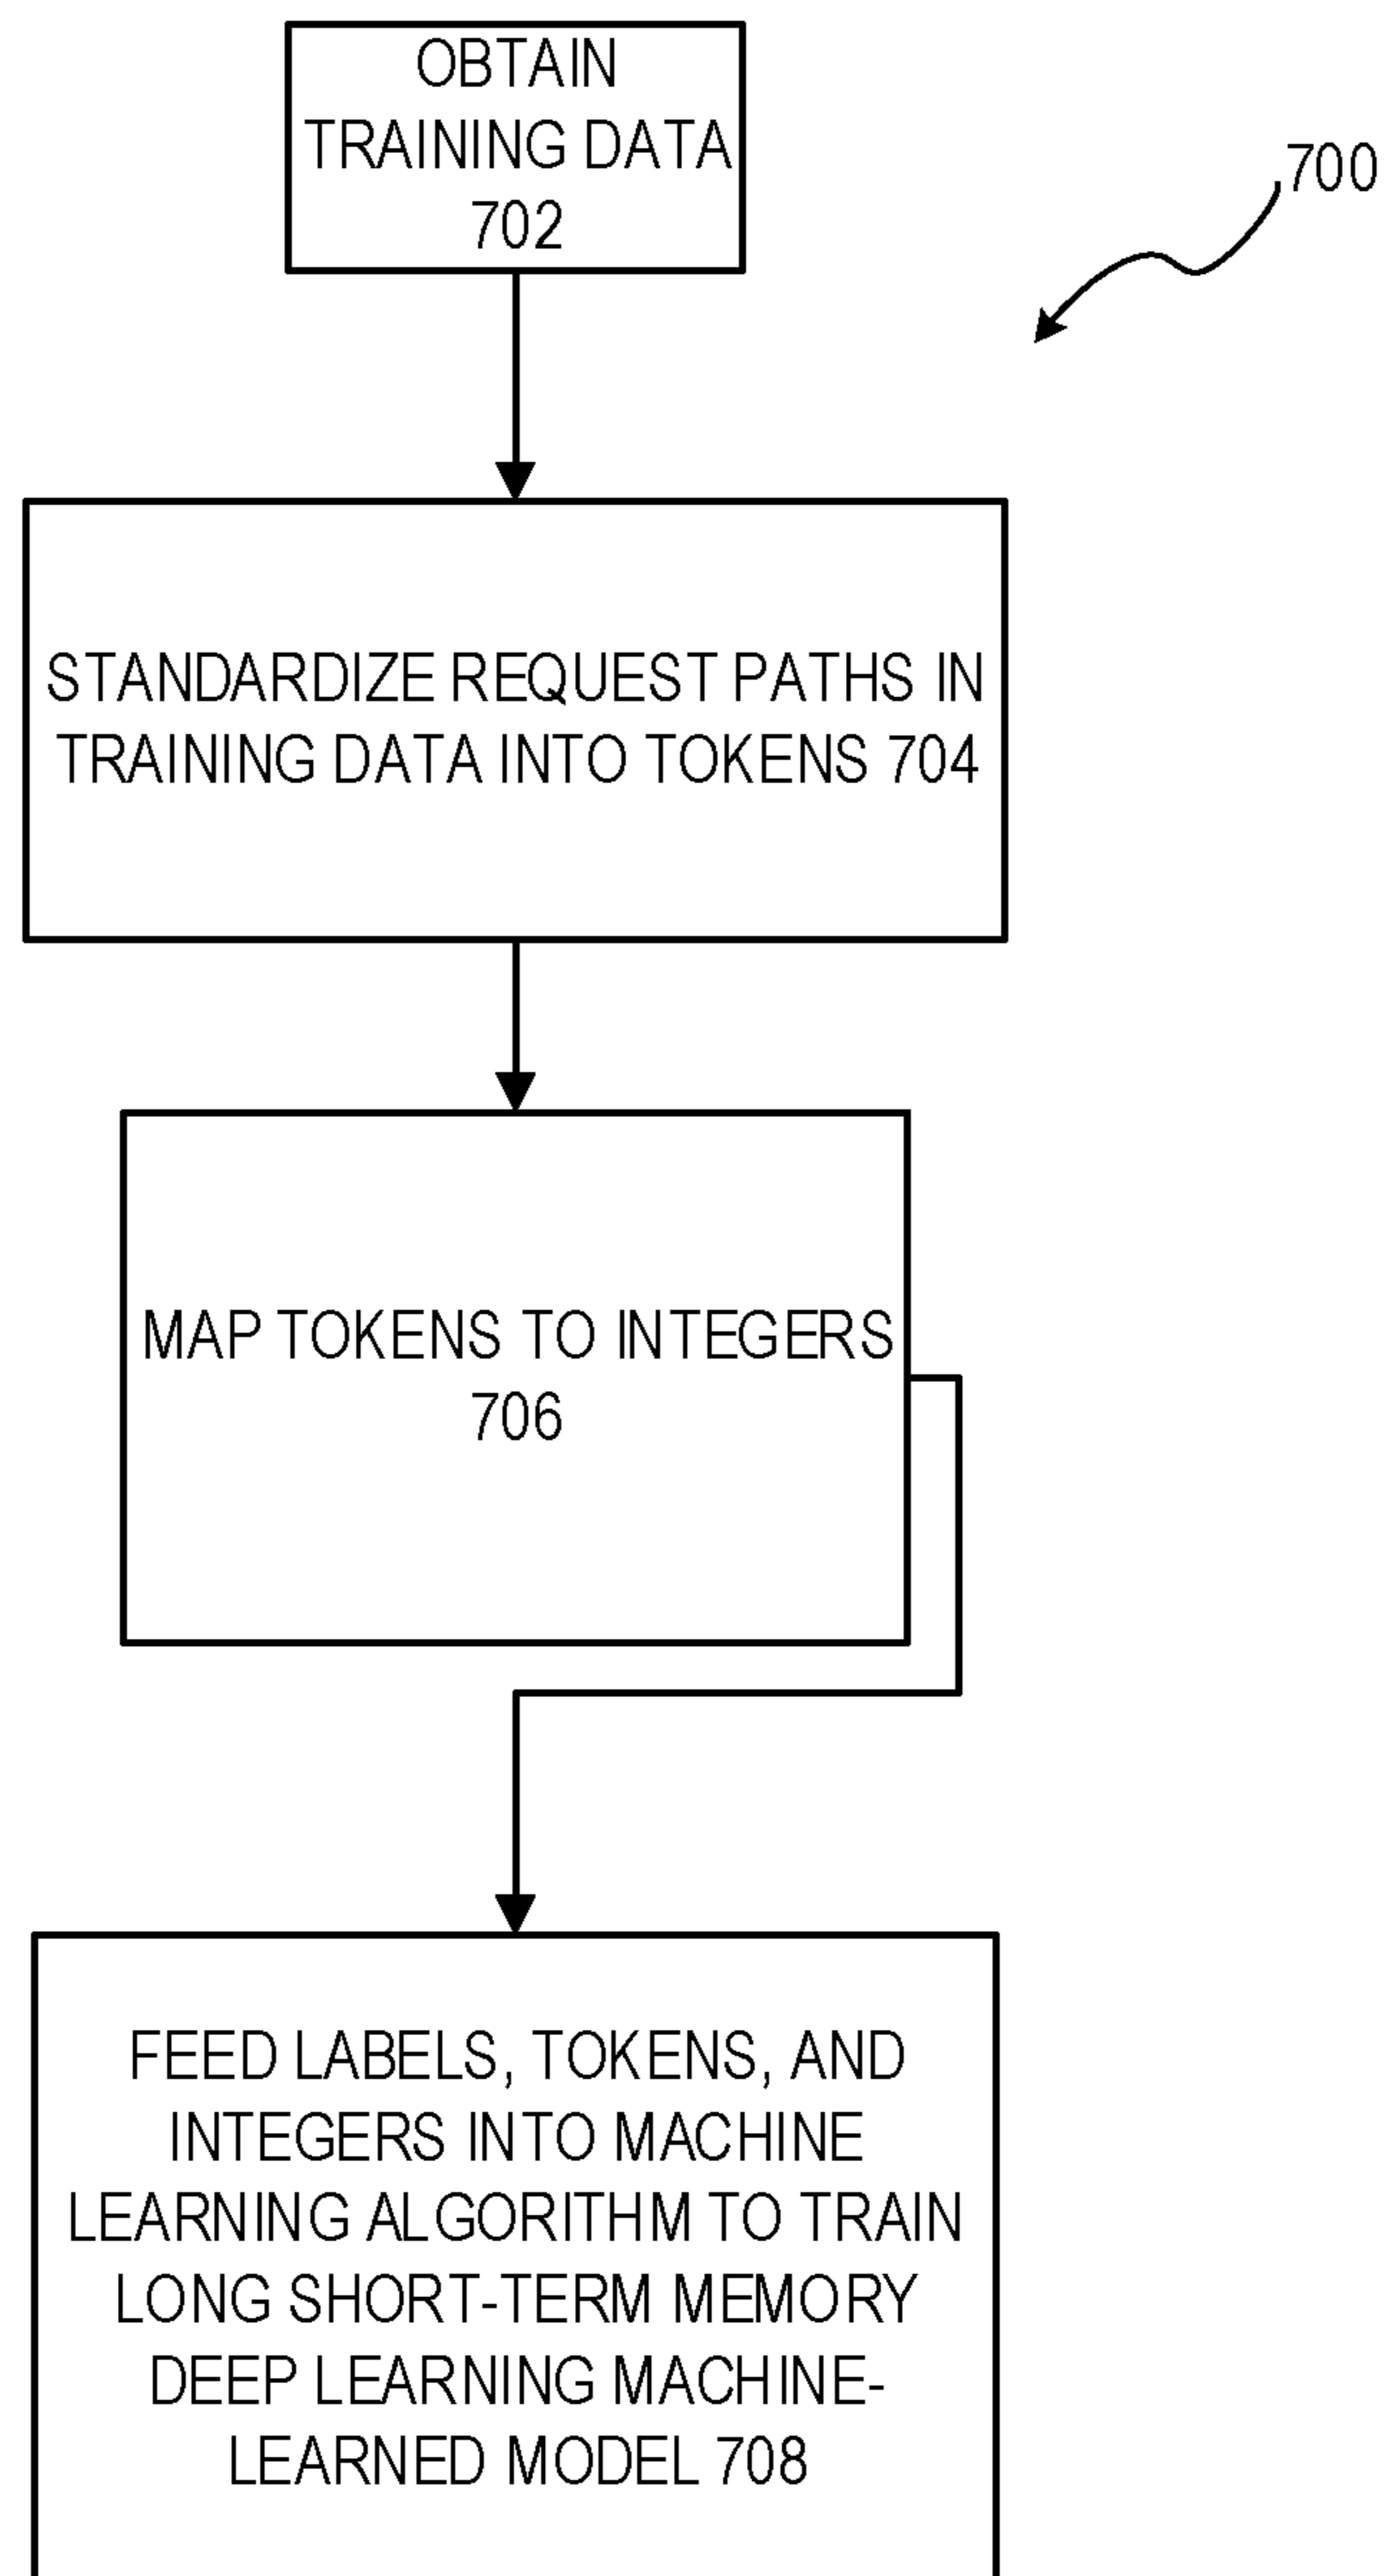 OBTAIN
TRAINING DATA
702
700
STANDARDIZE REQUEST PATHS IN
TRAINING DATA INTO TOKENS 704
MAP TOKENS TO INTEGERS
706
FEED LABELS, TOKENS, AND
INTEGERS INTO MACHINE
LEARNING ALGORITHM TO TRAIN
LONG SHORT-TERM MEMORY
DEEP LEARNING MACHINE-
LEARNED MODEL 708